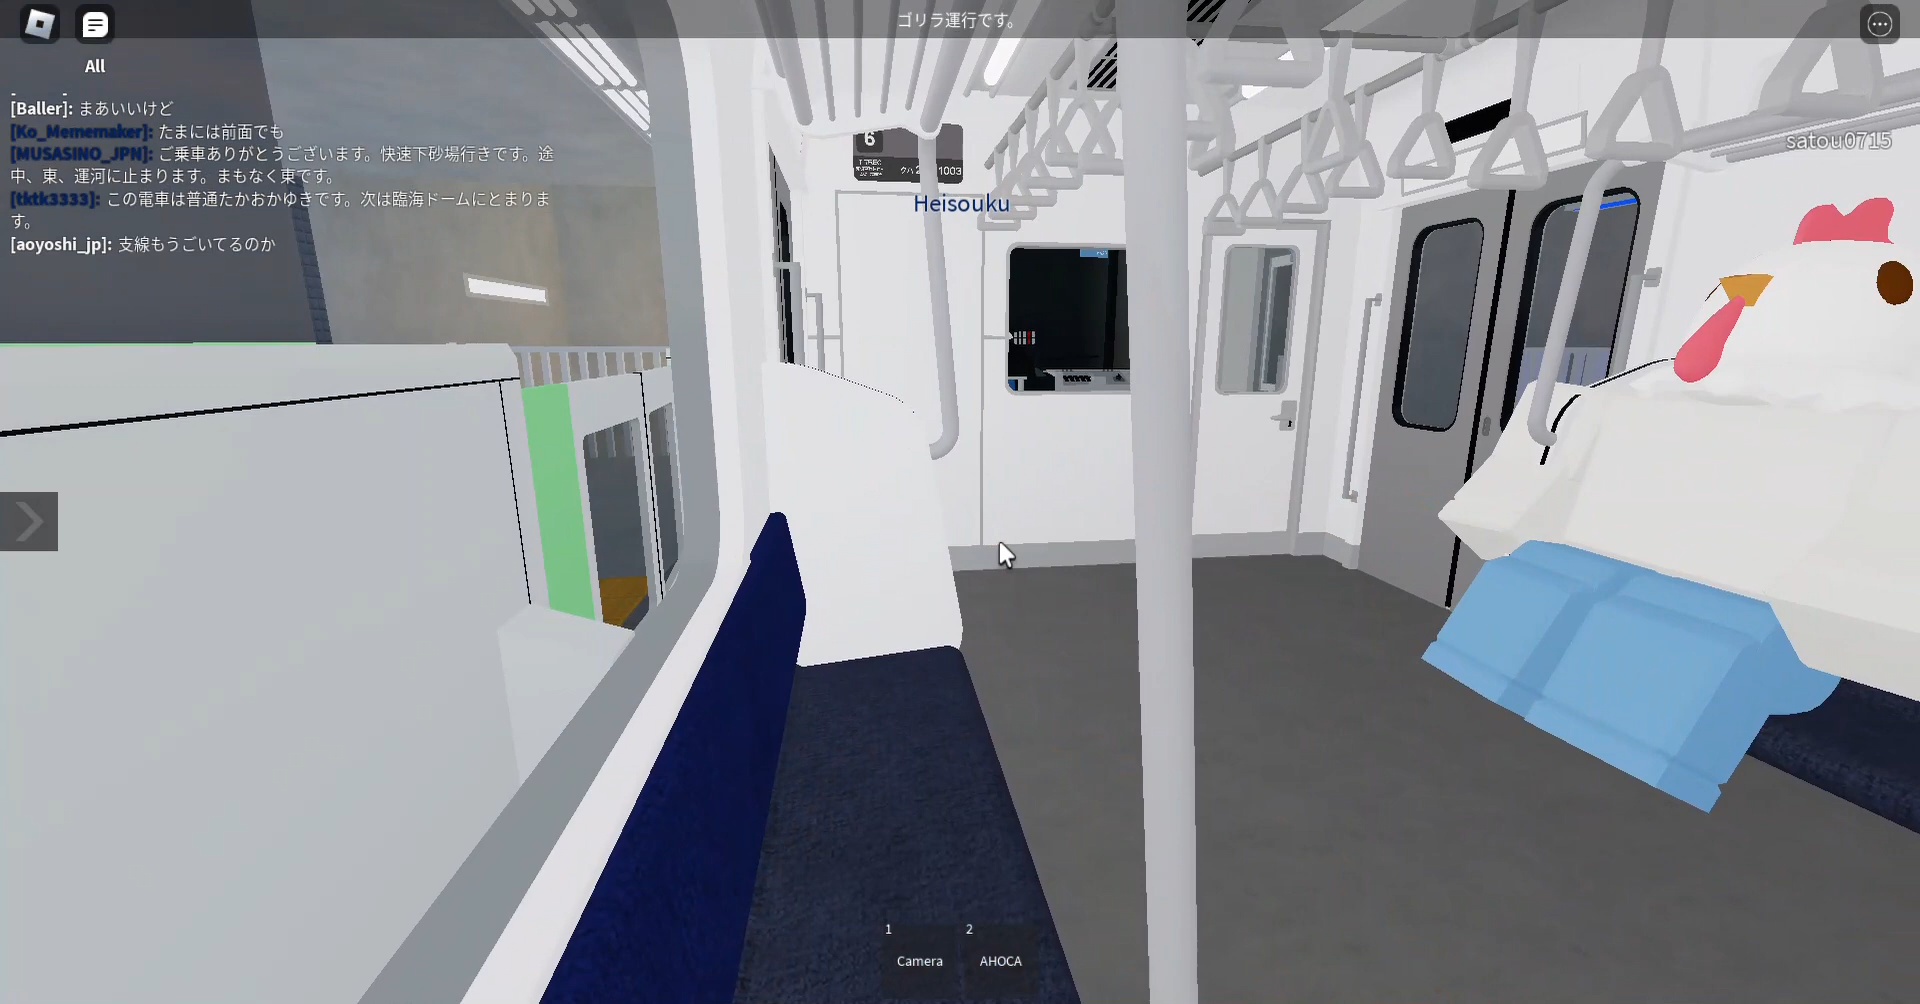 ゴリラ運行です。
All
[Baller]: まあいいけど
[Ko_Mememaker]: たまには前面でも
[MUSASINO_JPN]: ご乗車ありがとうございます。快速下砂場行きです。途
中、東、運河に止まります。まもなく東です。
[tktk3333]: この電車は普通たかおかゆきです。次は臨海ドームにとまりま
す。
[aoyoshi_jp]: 支線もうごいてるのか
6
クハ 2
1003
Heisouku
satou0715
1
2
Camera
AHOCA